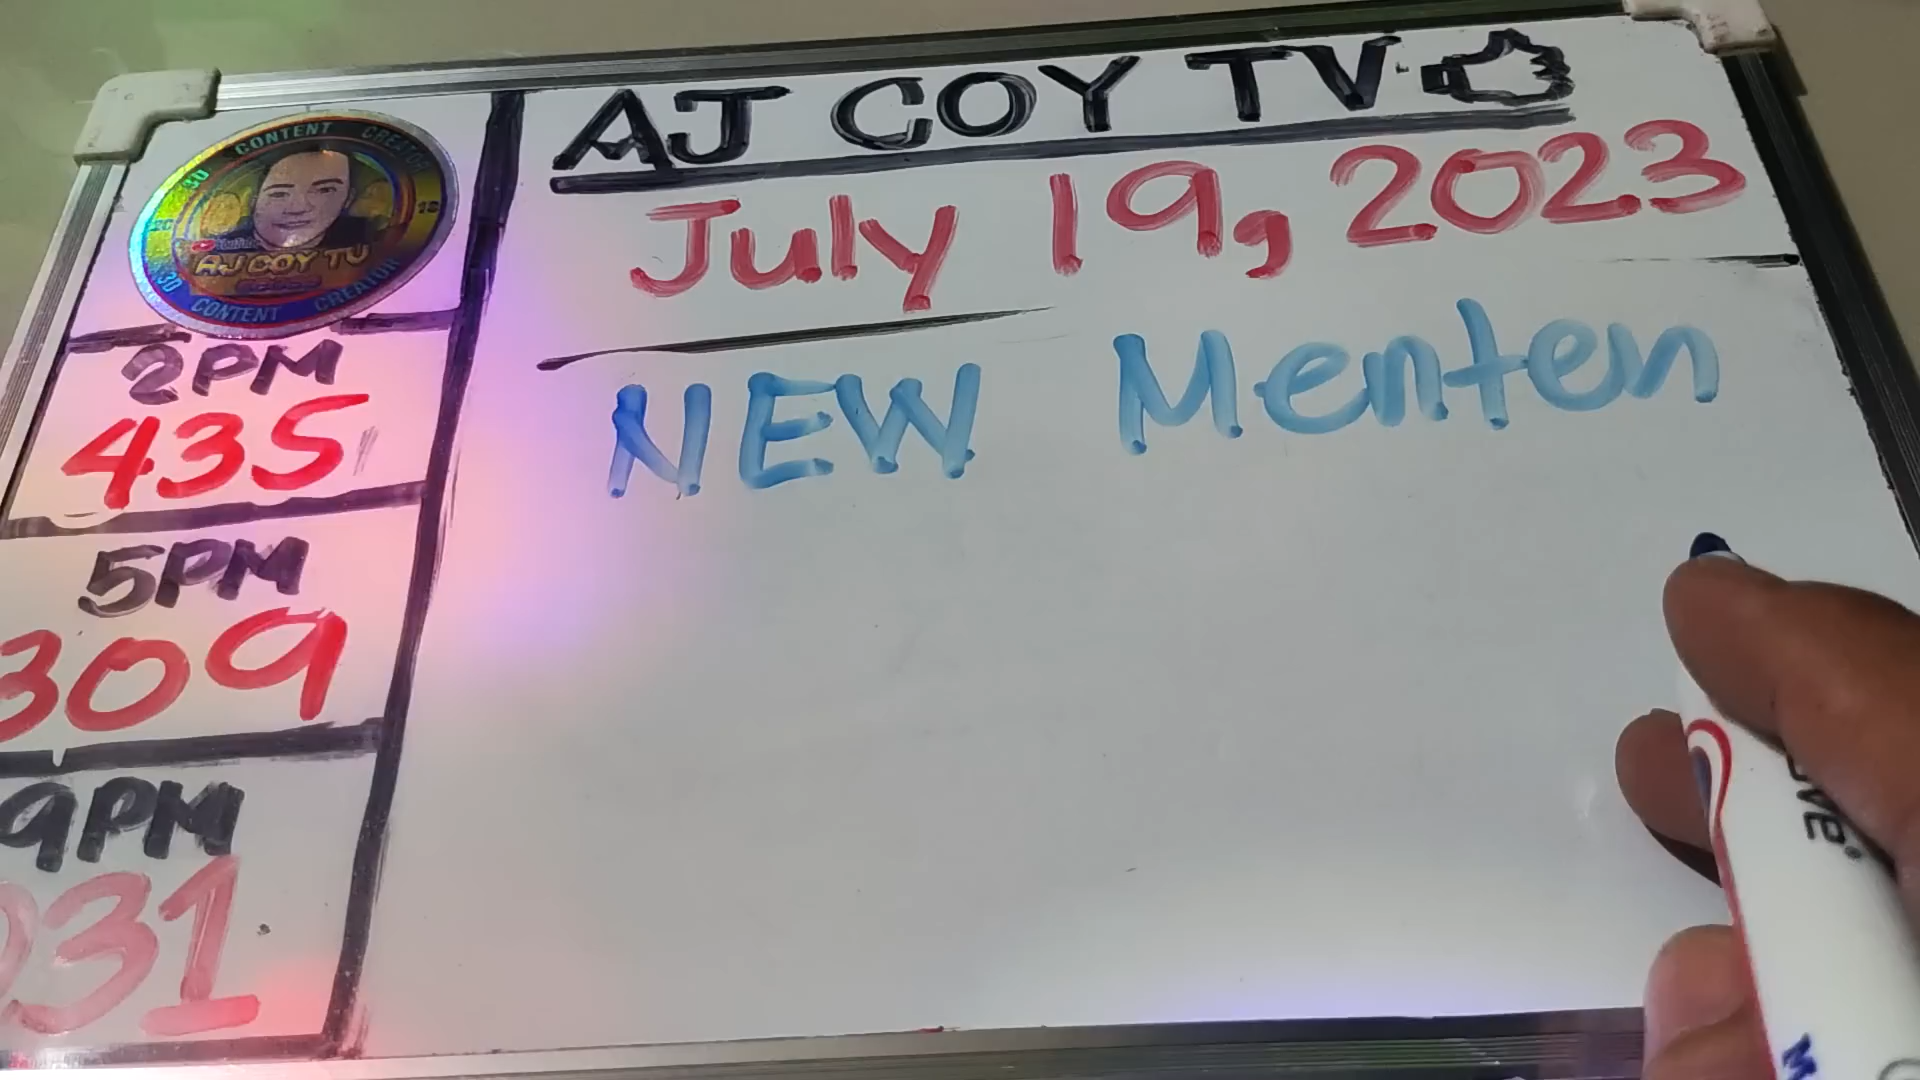 AJ COY TV
July 19, 2023
NEW Menten
CONTENT CREATOR
YouTube
AJ COY TV
CONTENT CREATOR
2PM
435
5PM
309
9PM
031